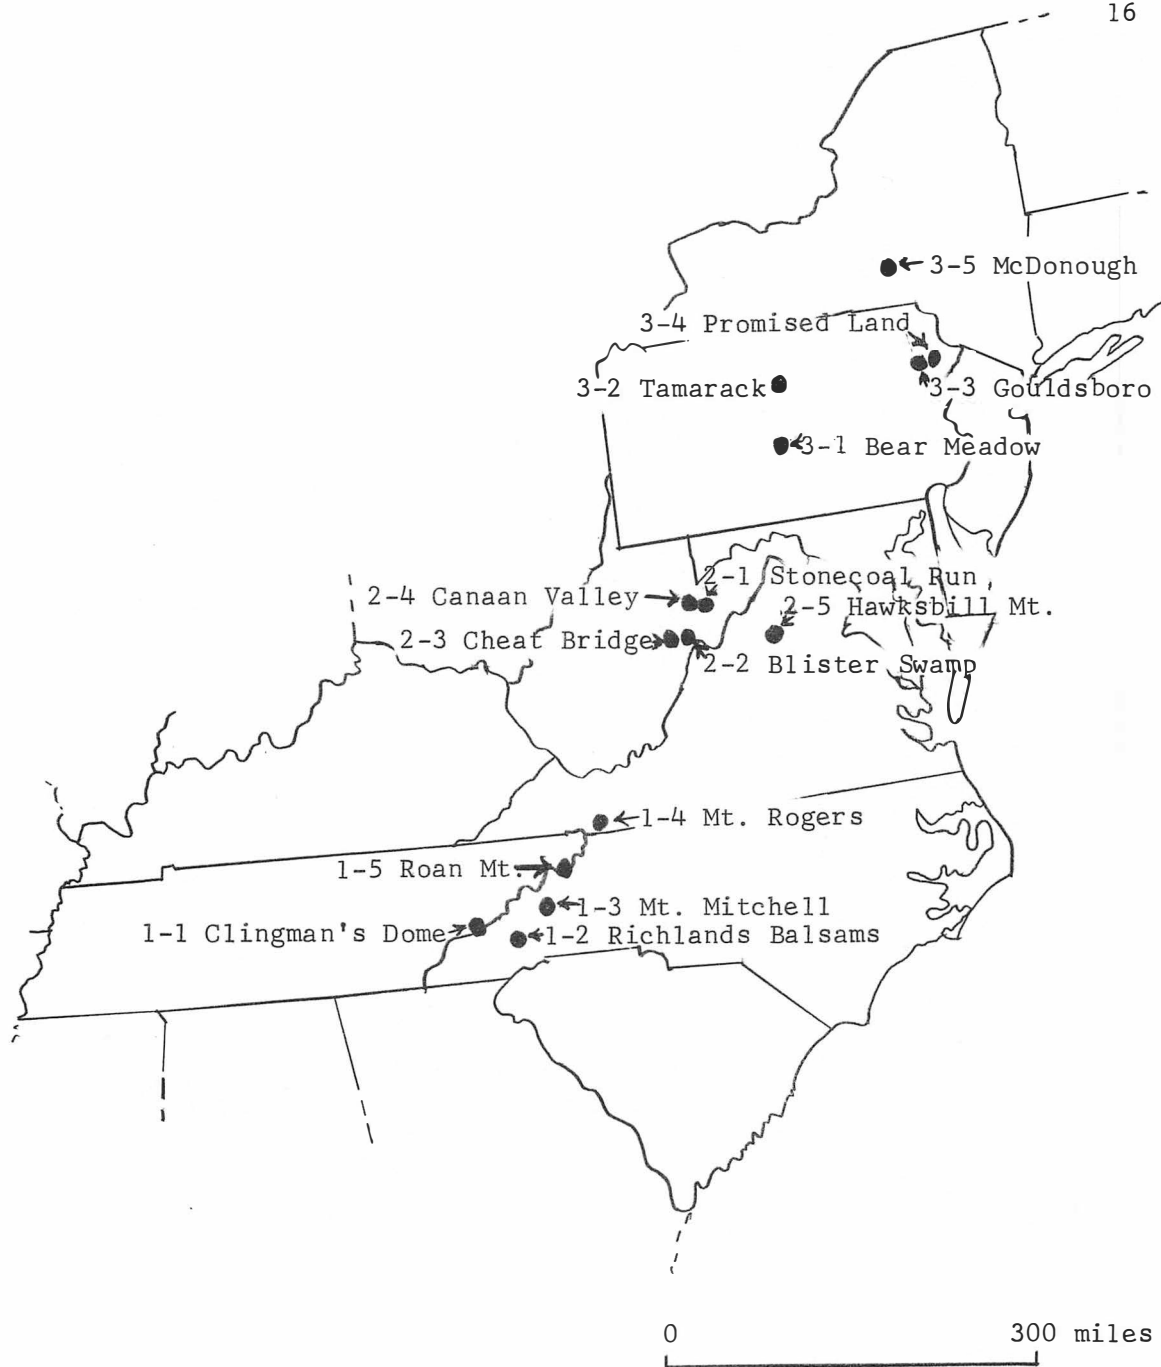 16
3-5 McDonough
3-4 Promised Land
3-2 Tamarack
3-3 Gouldsboro
3-1 Bear Meadow
2-1 Stonecoal Run
2-4 Canaan Valley
2-5 Hawksbill Mt.
2-3 Cheat Bridge
2-2 Blister Swamp
1-4 Mt. Rogers
1-5 Roan Mt.
1-3 Mt. Mitchell
1-1 Clingman's Dome
1-2 Richlands Balsams
0 300 miles